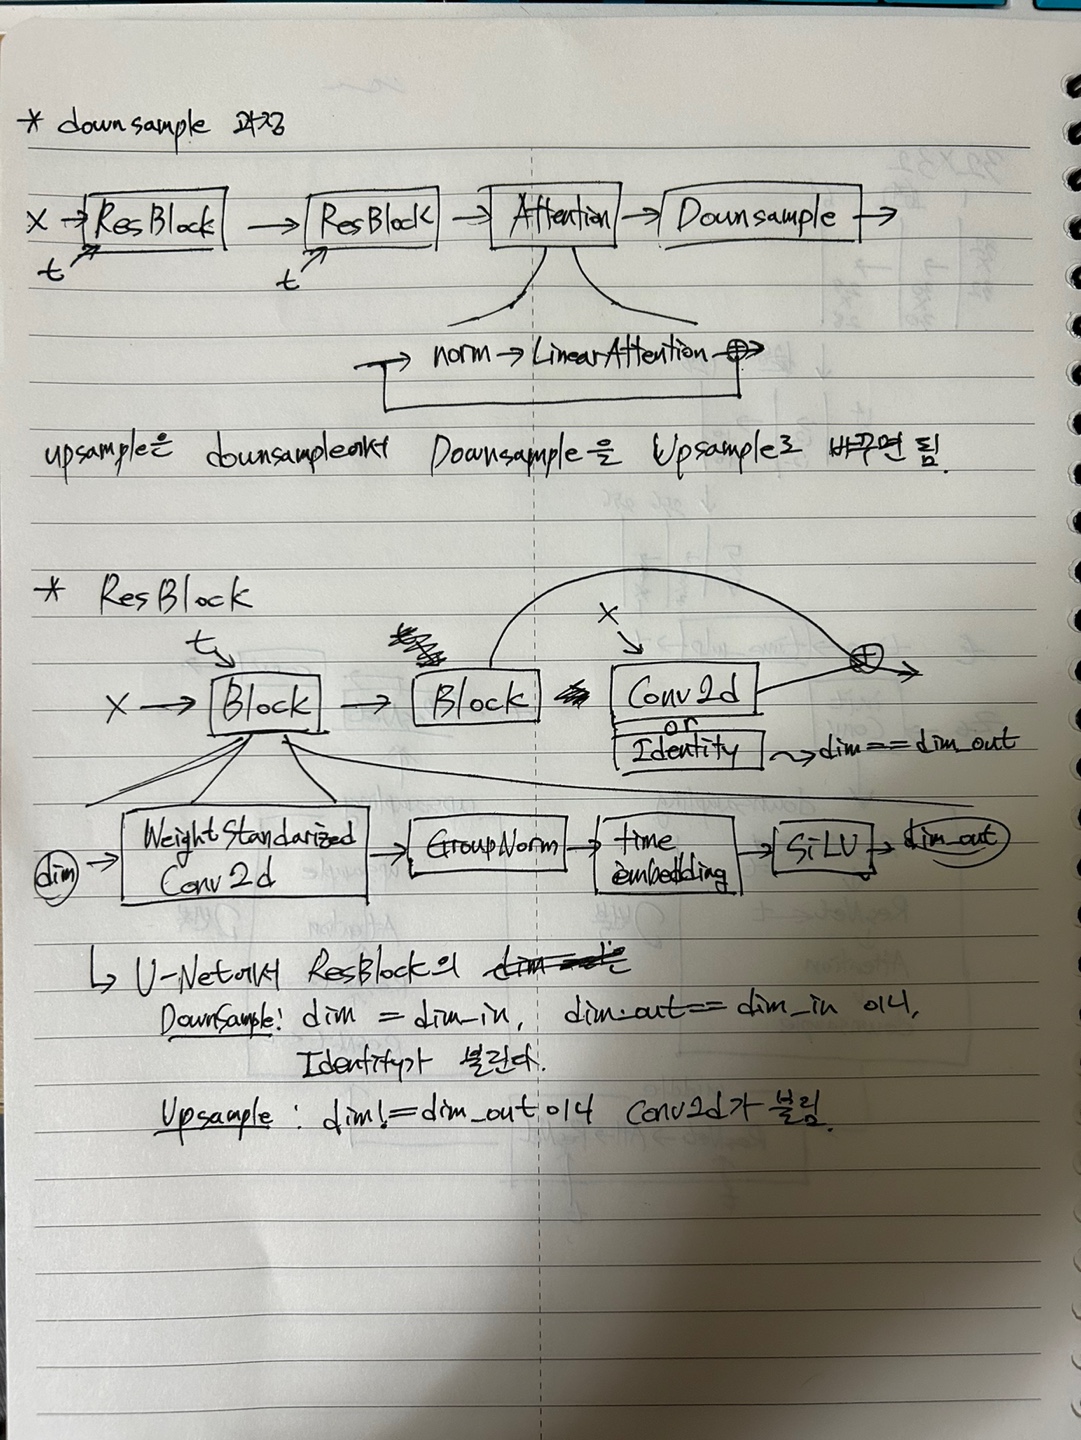 * downsample 과정
x → ResBlock → ResBlock → Attention → Downsample →
t t
→ norm → LinearAttention ⊕→
upsample은 downsample에서 Downsample을 Upsample로 바꾸면 됨.
* ResBlock
t x
x → Block → Block Conv2d ⊕→
or
Identity ⤳ dim == dim_out
dim → WeightStandarized Conv2d → GroupNorm → time embedding → SiLU → dim_out
↳ U-Net에서 ResBlock의
DownSample: dim = dim_in, dim_out == dim_in 이니,
Identity가 불린다.
Upsample : dim != dim_out 이니 Conv2d가 불림.